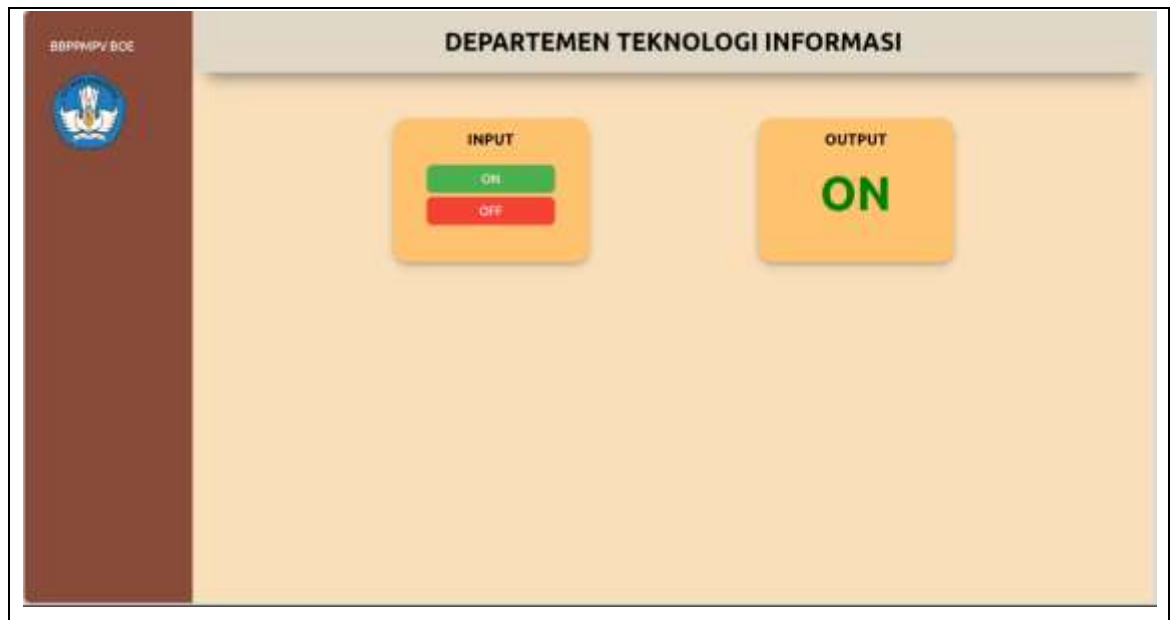 BBPPMPV BOE
DEPARTEMEN TEKNOLOGI INFORMASI
INPUT
ON
OFF
OUTPUT
ON